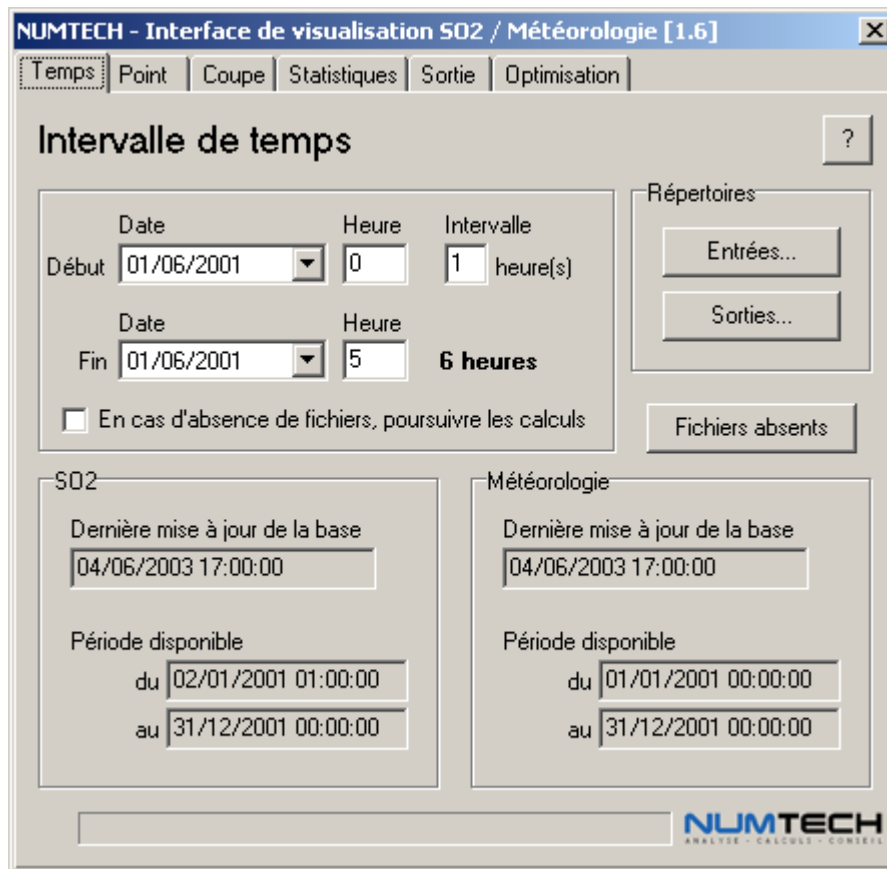 NUMTECH - Interface de visualisation SO2 / Météorologie [1.6]
Temps Point Coupe Statistiques Sortie Optimisation
Intervalle de temps
?
Date Heure Intervalle
Début 01/06/2001 0 1 heure(s)
Date Heure
Fin 01/06/2001 5 6 heures
En cas d'absence de fichiers, poursuivre les calculs
Répertoires
Entrées...
Sorties...
Fichiers absents
SO2
Dernière mise à jour de la base
04/06/2003 17:00:00
Période disponible
du 02/01/2001 01:00:00
au 31/12/2001 00:00:00
Météorologie
Dernière mise à jour de la base
04/06/2003 17:00:00
Période disponible
du 01/01/2001 00:00:00
au 31/12/2001 00:00:00
NUMTECH
ANALYSE - CALCULS - CONSEIL